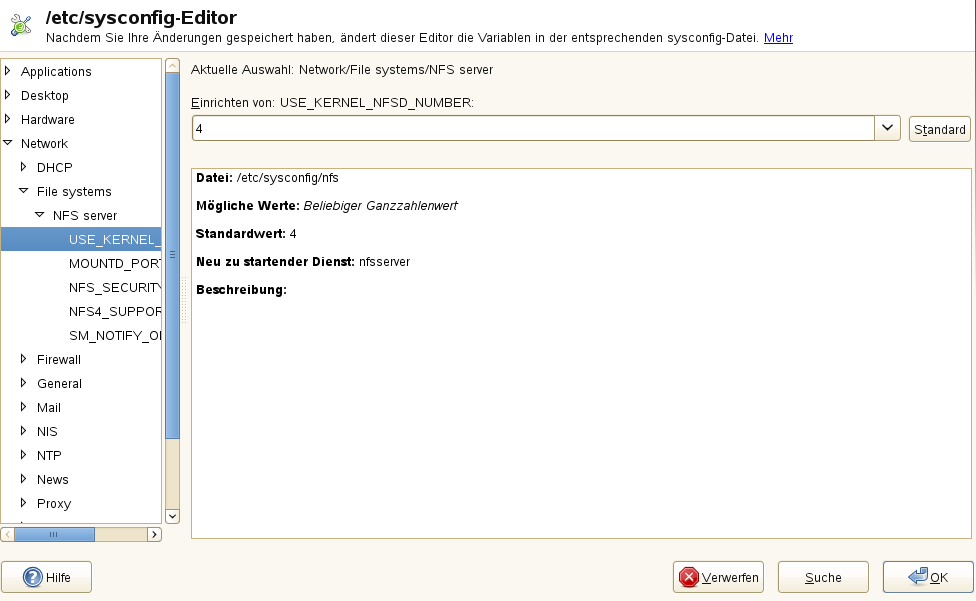 /etc/sysconfig-Editor
Nachdem Sie Ihre Änderungen gespeichert haben, ändert dieser Editor die Variablen in der entsprechenden sysconfig-Datei. Mehr
Applications
Desktop
Hardware
Network
DHCP
File systems
NFS server
USE_KERNEL_
MOUNTD_PORT
NFS_SECURITY
NFS4_SUPPOR
SM_NOTIFY_O
Firewall
General
Mail
NIS
NTP
News
Proxy
Aktuelle Auswahl: Network/File systems/NFS server
Einrichten von: USE_KERNEL_NFSD_NUMBER:
4
Standard
Datei: /etc/sysconfig/nfs
Mögliche Werte: Beliebiger Ganzzahlenwert
Standardwert: 4
Neu zu startender Dienst: nfsserver
Beschreibung:
Hilfe
Verwerfen
Suche
OK